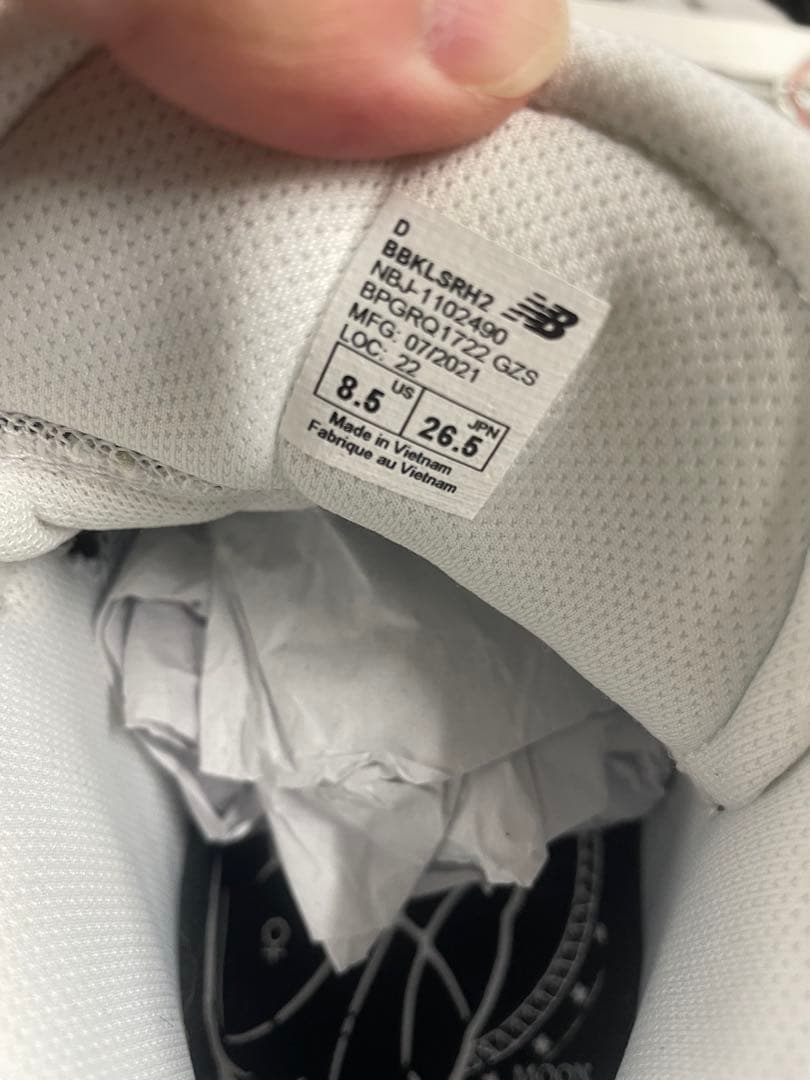 D
BBKLSRH2
NBJ-1102490
BPGRQ1722 GZS
MFG: 07/2021
LOC: 22
8.5 US 26.5 JPN
Made in Vietnam
Fabrique au Vietnam
MOON